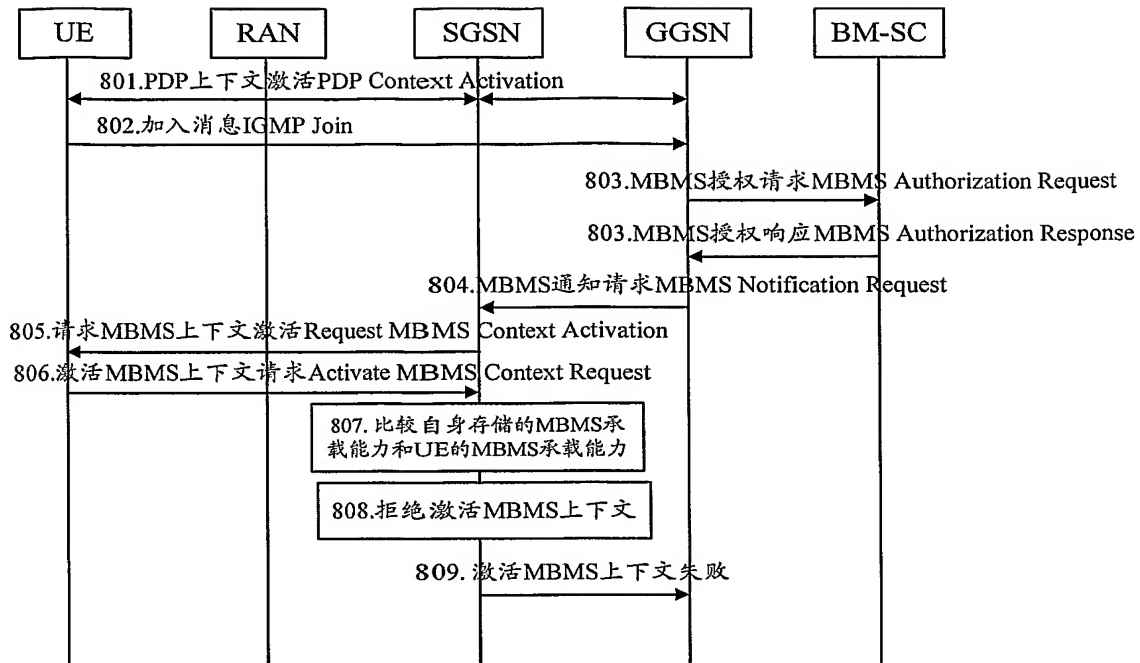 UE RAN SGSN GGSN BM-SC
801.PDP上下文激活PDP Context Activation
802.加入消息IGMP Join
803.MBMS授权请求MBMS Authorization Request
803.MBMS授权响应MBMS Authorization Response
804.MBMS通知请求MBMS Notification Request
805.请求MBMS上下文激活Request MBMS Context Activation
806.激活MBMS上下文请求Activate MBMS Context Request
807. 比较自身存储的MBMS承
载能力和UE的MBMS承载能力
808.拒绝激活MBMS上下文
809. 激活MBMS上下文失败